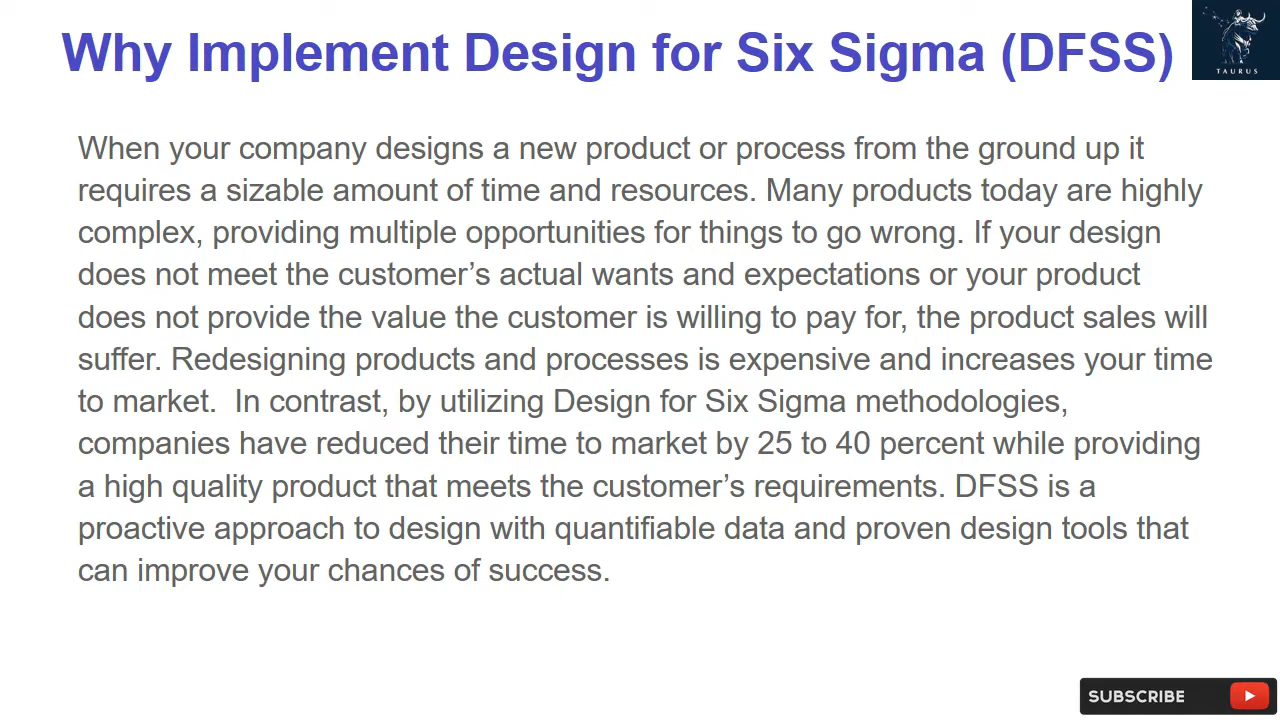 Why Implement Design for Six Sigma (DFSS)
TAURUS
When your company designs a new product or process from the ground up it
requires a sizable amount of time and resources. Many products today are highly
complex, providing multiple opportunities for things to go wrong. If your design
does not meet the customer’s actual wants and expectations or your product
does not provide the value the customer is willing to pay for, the product sales will
suffer. Redesigning products and processes is expensive and increases your time
to market.  In contrast, by utilizing Design for Six Sigma methodologies,
companies have reduced their time to market by 25 to 40 percent while providing
a high quality product that meets the customer’s requirements. DFSS is a
proactive approach to design with quantifiable data and proven design tools that
can improve your chances of success.
SUBSCRIBE